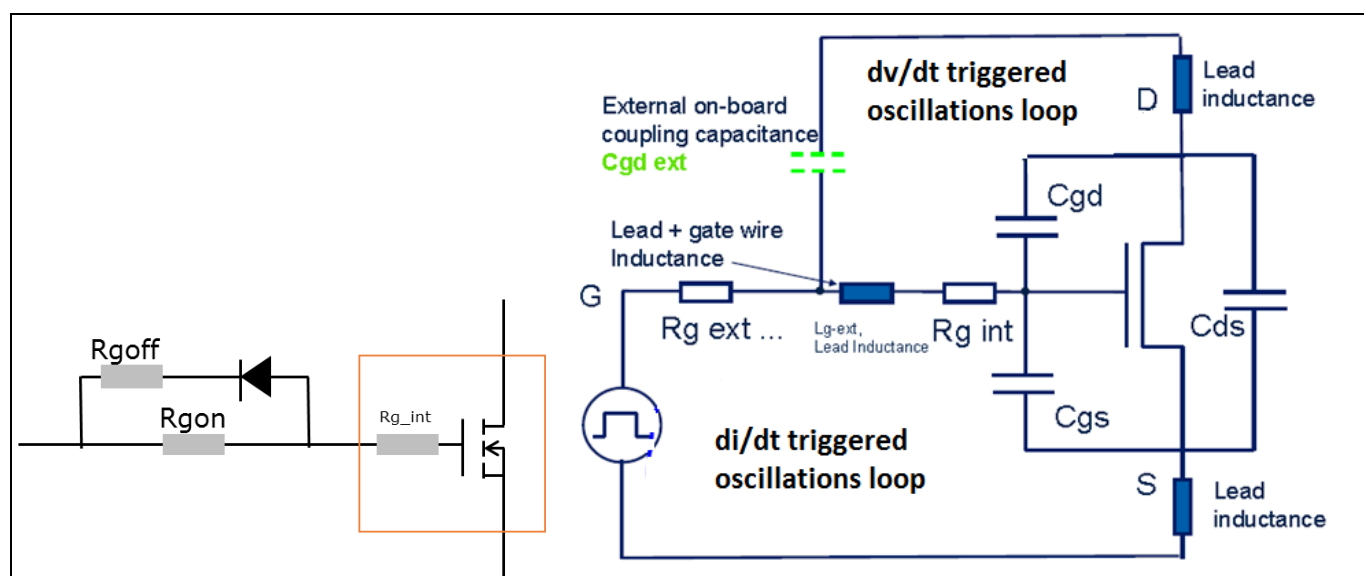 Rgoff
Rgon
Rg_int
dv/dt triggered
oscillations loop
External on-board
coupling capacitance
Cgd ext
D
Lead
inductance
Cgd
Lead + gate wire
Inductance
G
Rg ext ...
Lg-ext,
Lead Inductance
Rg int
Cds
Cgs
di/dt triggered
oscillations loop
S
Lead
inductance